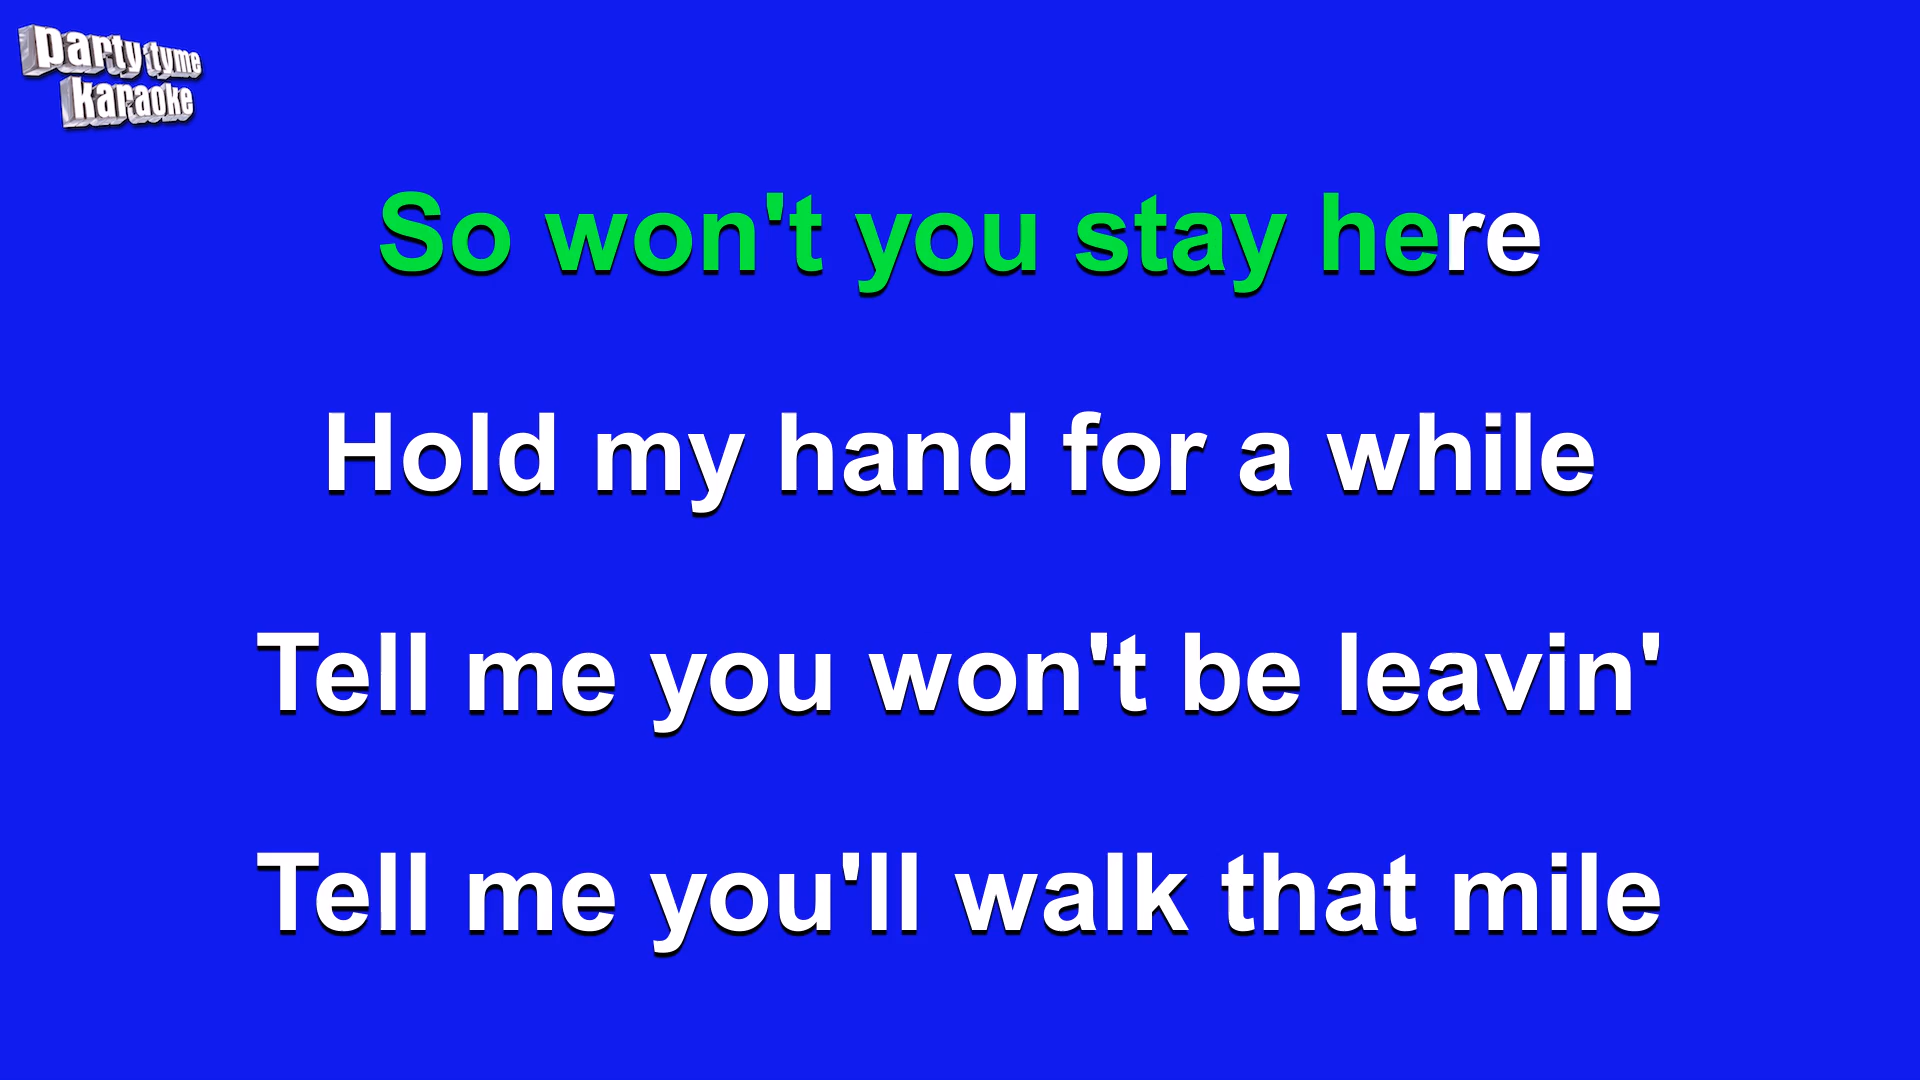 party tyme
karaoke
So won't you stay here
Hold my hand for a while
Tell me you won't be leavin'
Tell me you'll walk that mile